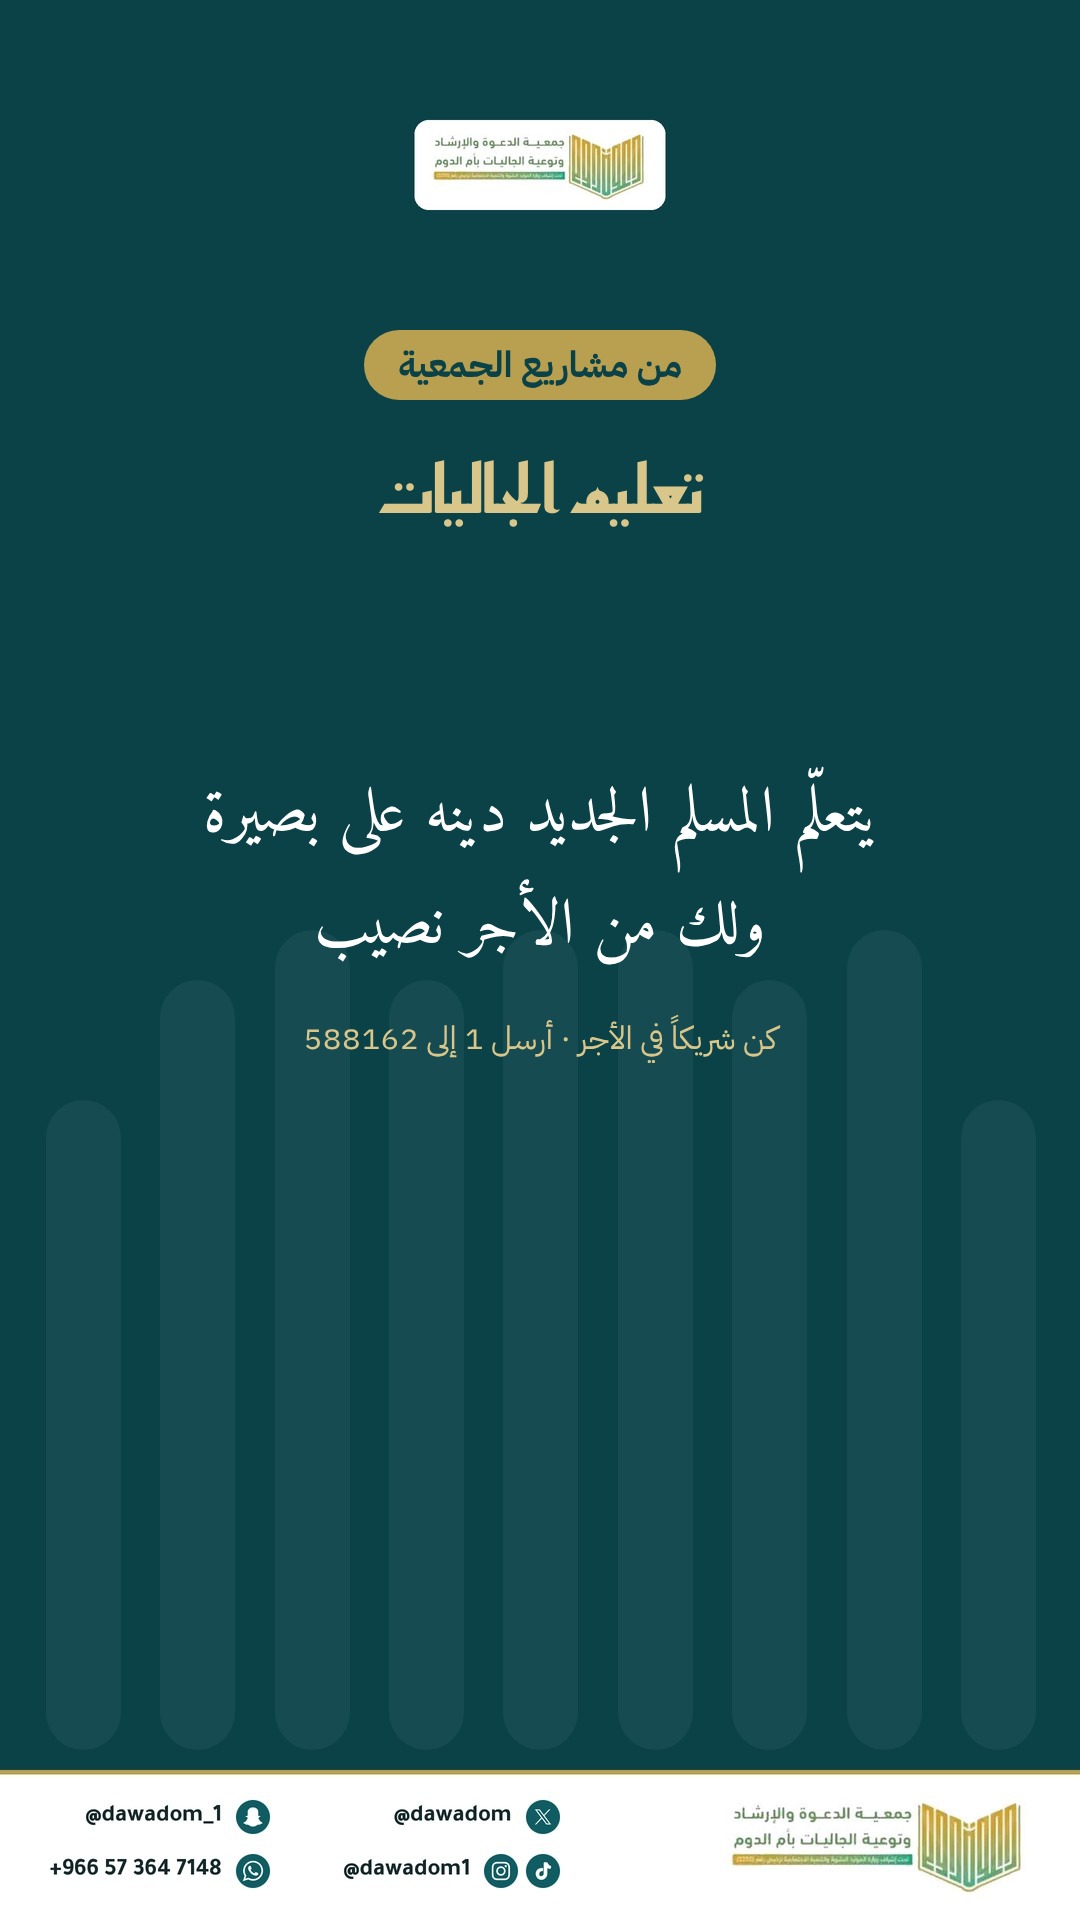 جمعية الدعوة والإرشاد
وتوعية الجاليات بأم الدوم
من مشاريع الجمعية
تعليم الجاليات
يتعلّم المسلم الجديد دينه على بصيرة
ولك من الأجر نصيب
كن شريكاً في الأجر · أرسل 1 إلى 588162
جمعية الدعوة والإرشاد
وتوعية الجاليات بأم الدوم
@dawadom
@dawadom1
@dawadom_1
+966 57 364 7148